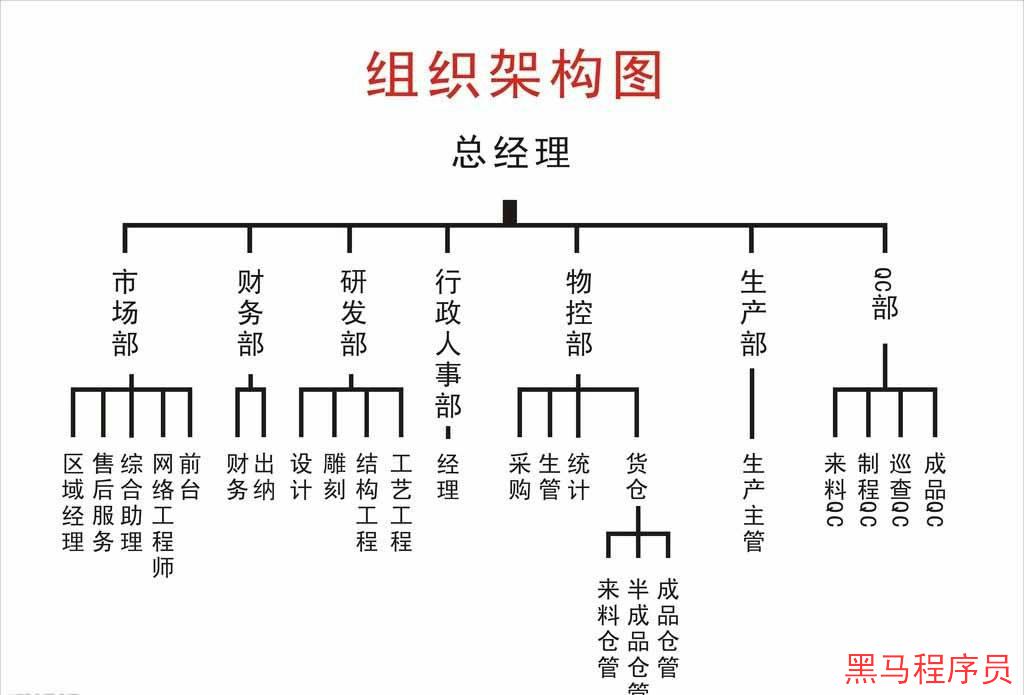 组织架构图
总经理
市场部
财务部
研发部
行政人事部
物控部
生产部
QC部
区域经理
售后服务
综合助理
网络工程师
前台
财务
出纳
设计
雕刻
结构工程
工艺工程
经理
采购
生管
统计
货仓
生产主管
来料QC
制程QC
巡查QC
成品QC
来料仓管
半成品仓管
成品仓管
黑马程序员